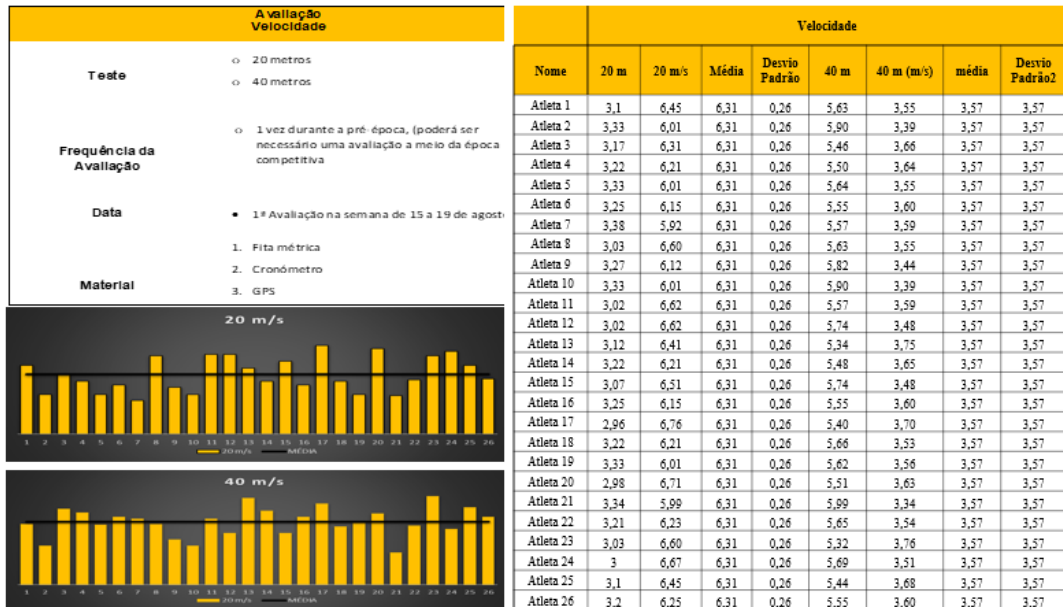 Avaliação
Velocidade
Teste
o 20 metros
o 40 metros
Frequência da
Avaliação
o 1 vez durante a pré-época, (poderá ser
necessário uma avaliação a meio da época
competitiva
Data
• 1ª Avaliação na semana de 15 a 19 de agost
Material
1. Fita métrica
2. Cronómetro
3. GPS
20 m/s
1 2 3 4 5 6 7 8 9 10 11 12 13 14 15 16 17 18 19 20 21 22 23 24 25 26
20 m/s MÉDIA
40 m/s
1 2 3 4 5 6 7 8 9 10 11 12 13 14 15 16 17 18 19 20 21 22 23 24 25 26
20 m/s MÉDIA
Velocidade
Nome 20 m 20 m/s Média Desvio Padrão 40 m 40 m (m/s) média Desvio Padrão2
Atleta 1 3,1 6,45 6,31 0,26 5,63 3,55 3,57 3,57
Atleta 2 3,33 6,01 6,31 0,26 5,90 3,39 3,57 3,57
Atleta 3 3,17 6,31 6,31 0,26 5,46 3,66 3,57 3,57
Atleta 4 3,22 6,21 6,31 0,26 5,50 3,64 3,57 3,57
Atleta 5 3,33 6,01 6,31 0,26 5,64 3,55 3,57 3,57
Atleta 6 3,25 6,15 6,31 0,26 5,55 3,60 3,57 3,57
Atleta 7 3,38 5,92 6,31 0,26 5,57 3,59 3,57 3,57
Atleta 8 3,03 6,60 6,31 0,26 5,63 3,55 3,57 3,57
Atleta 9 3,27 6,12 6,31 0,26 5,82 3,44 3,57 3,57
Atleta 10 3,33 6,01 6,31 0,26 5,90 3,39 3,57 3,57
Atleta 11 3,02 6,62 6,31 0,26 5,57 3,59 3,57 3,57
Atleta 12 3,02 6,62 6,31 0,26 5,74 3,48 3,57 3,57
Atleta 13 3,12 6,41 6,31 0,26 5,34 3,75 3,57 3,57
Atleta 14 3,22 6,21 6,31 0,26 5,48 3,65 3,57 3,57
Atleta 15 3,07 6,51 6,31 0,26 5,74 3,48 3,57 3,57
Atleta 16 3,25 6,15 6,31 0,26 5,55 3,60 3,57 3,57
Atleta 17 2,96 6,76 6,31 0,26 5,40 3,70 3,57 3,57
Atleta 18 3,22 6,21 6,31 0,26 5,66 3,53 3,57 3,57
Atleta 19 3,33 6,01 6,31 0,26 5,62 3,56 3,57 3,57
Atleta 20 2,98 6,71 6,31 0,26 5,51 3,63 3,57 3,57
Atleta 21 3,34 5,99 6,31 0,26 5,99 3,34 3,57 3,57
Atleta 22 3,21 6,23 6,31 0,26 5,65 3,54 3,57 3,57
Atleta 23 3,03 6,60 6,31 0,26 5,32 3,76 3,57 3,57
Atleta 24 3 6,67 6,31 0,26 5,69 3,51 3,57 3,57
Atleta 25 3,1 6,45 6,31 0,26 5,44 3,68 3,57 3,57
Atleta 26 3,2 6,25 6,31 0,26 5,55 3,60 3,57 3,57